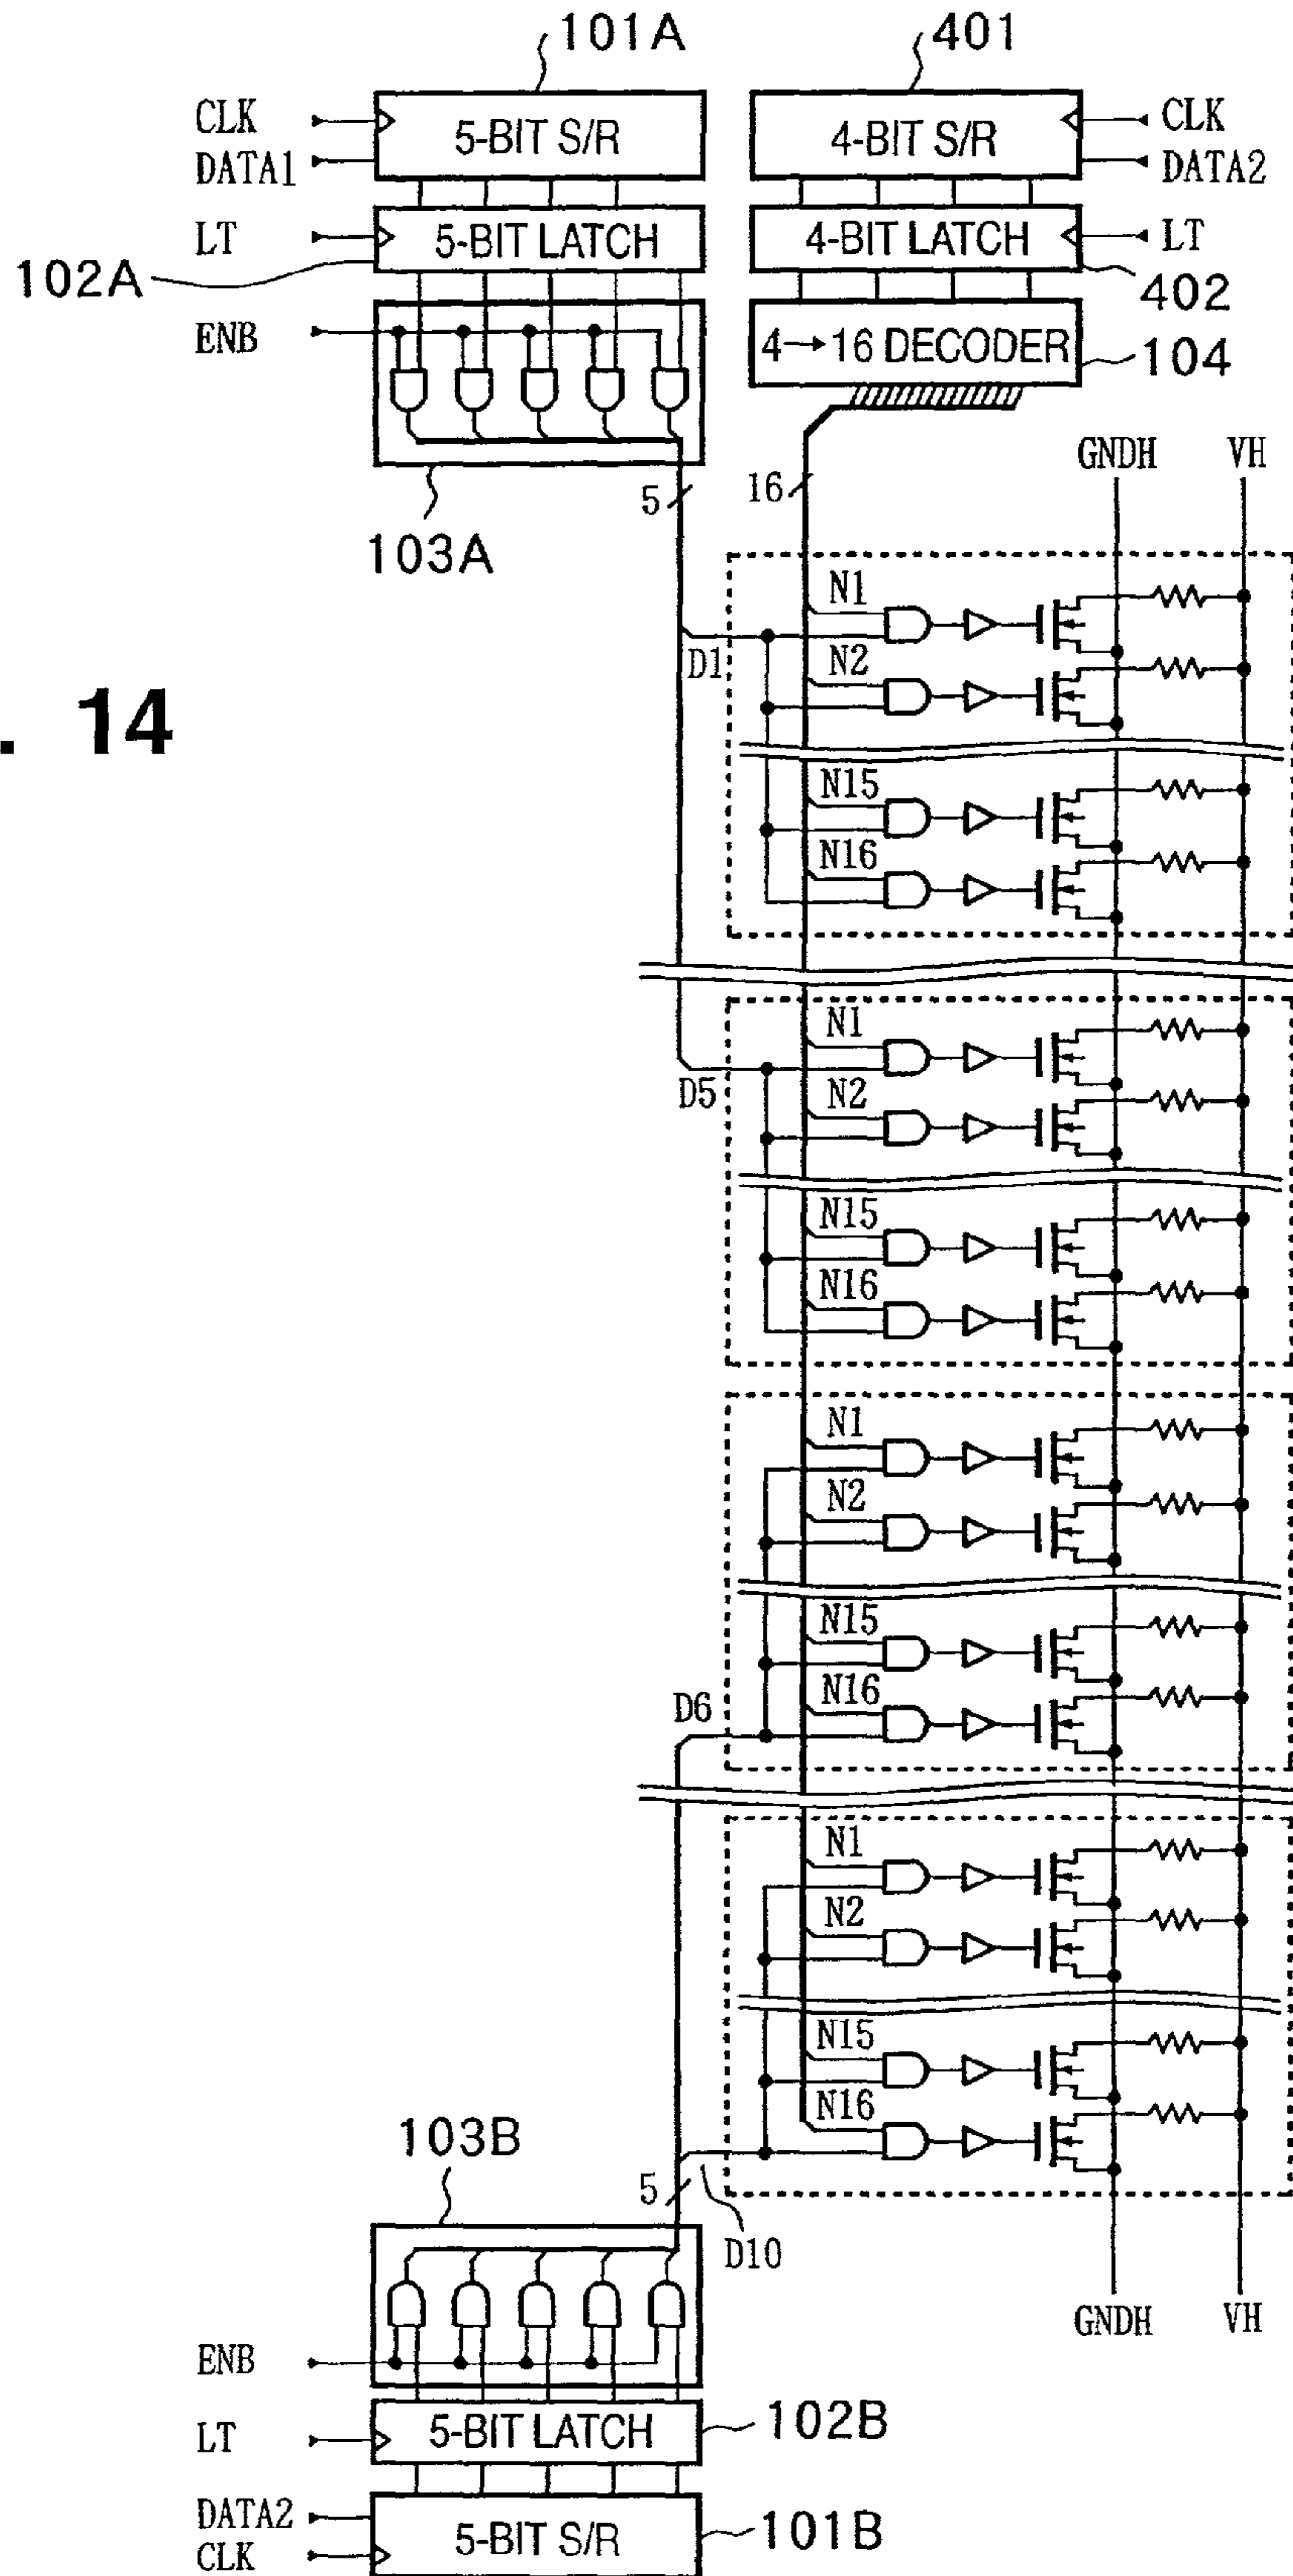 101A
401
CLK
5-BIT S/R
4-BIT S/R
CLK
DATA1
DATA2
LT
5-BIT LATCH
4-BIT LATCH
LT
102A
402
ENB
4→16 DECODER
104
GNDH
VH
5
16
103A
N1
D1
N2
. 14
N15
N16
N1
D5
N2
N15
N16
N1
N2
N15
D6
N16
N1
N2
N15
N16
103B
5
D10
GNDH
VH
ENB
LT
5-BIT LATCH
102B
DATA2
5-BIT S/R
101B
CLK